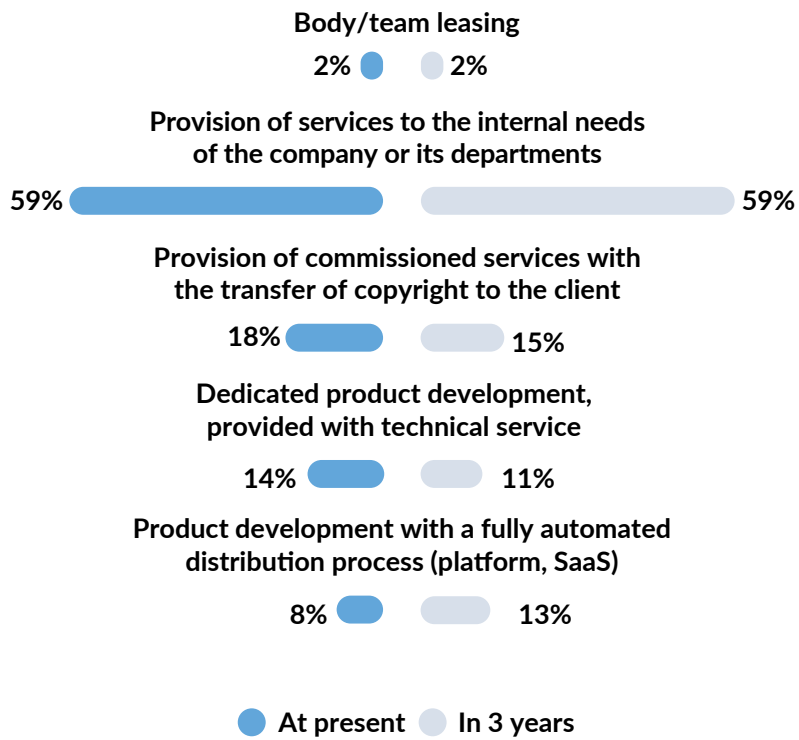 Body/team leasing
2% 2%
Provision of services to the internal needs
of the company or its departments
59% 59%
Provision of commissioned services with
the transfer of copyright to the client
18% 15%
Dedicated product development,
provided with technical service
14% 11%
Product development with a fully automated
distribution process (platform, SaaS)
8% 13%
At present In 3 years